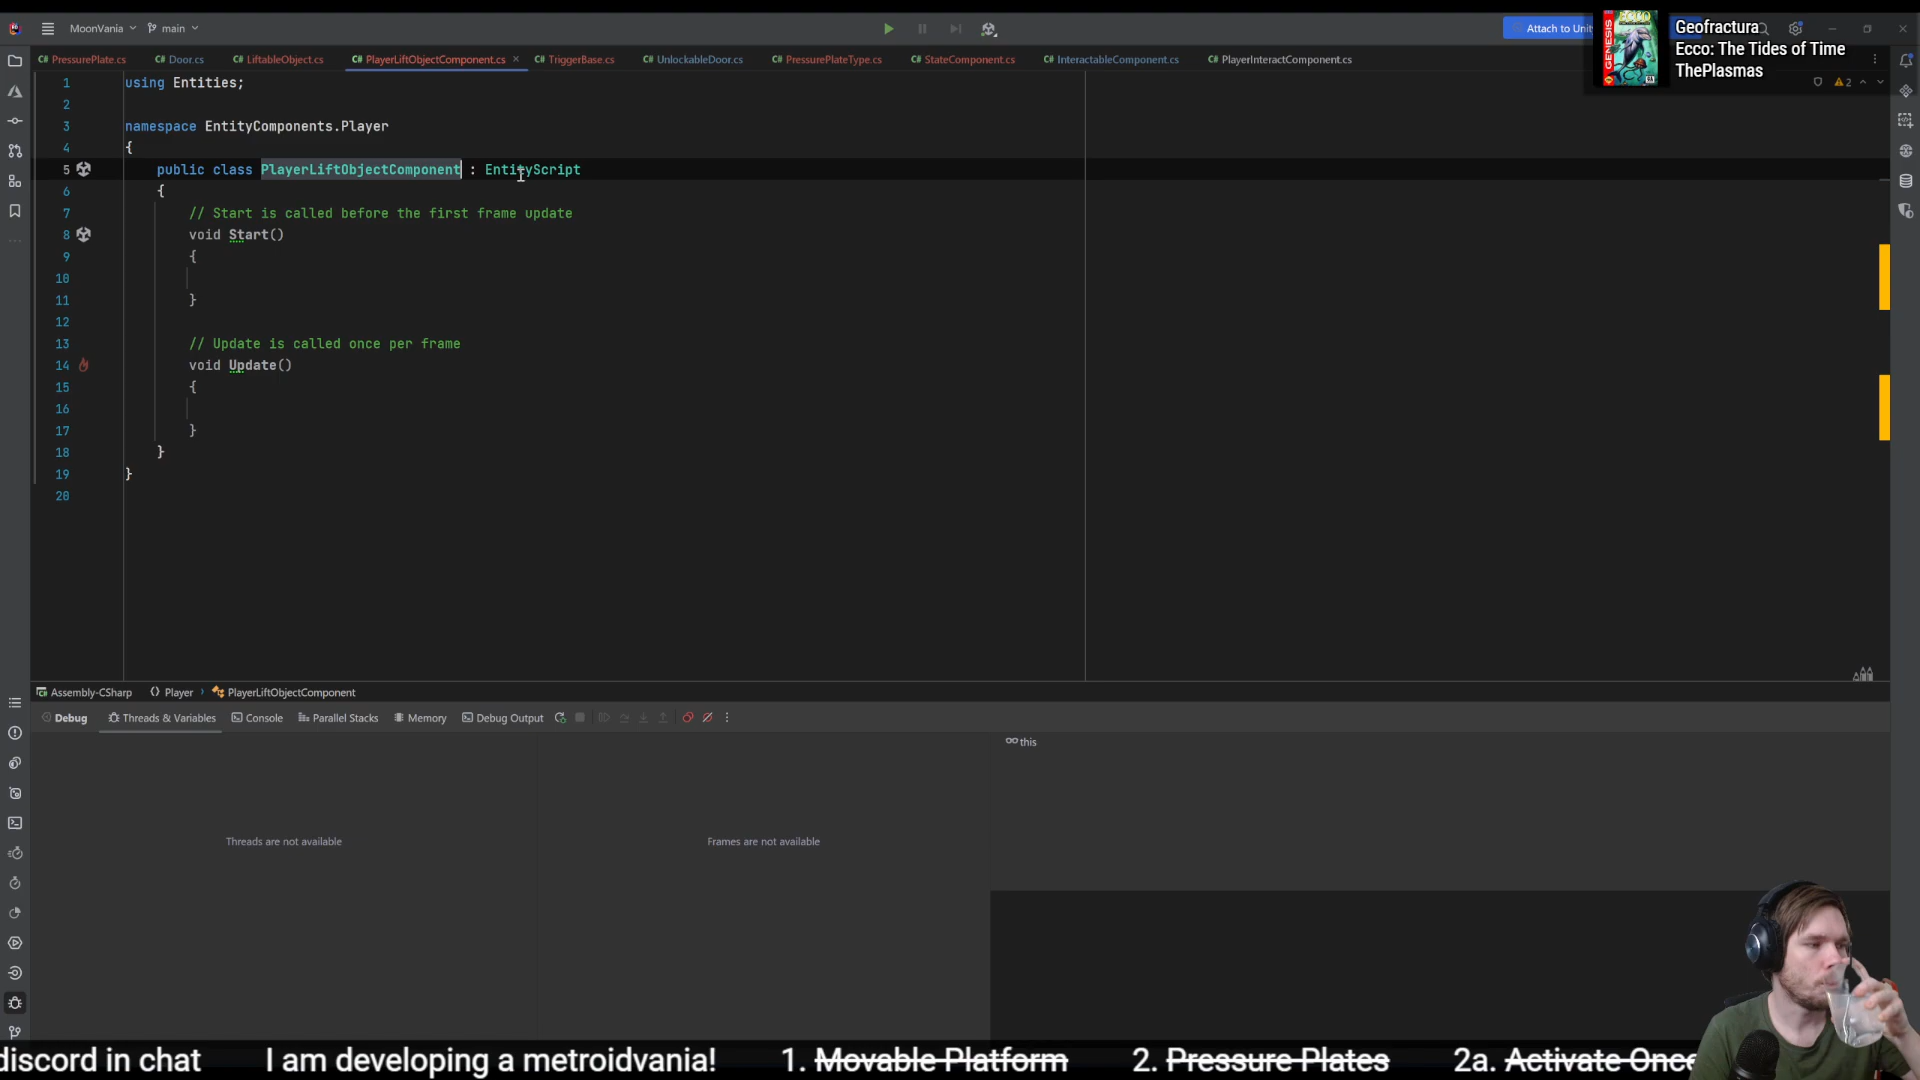 MoonVania
main
Attach to Unit
GENESIS
ECCO
Geofractura
Ecco: The Tides of Time
ThePlasmas
C# PressurePlate.cs
C# Door.cs
C# LiftableObject.cs
C# PlayerLiftObjectComponent.cs
C# TriggerBase.cs
C# UnlockableDoor.cs
C# PressurePlateType.cs
C# StateComponent.cs
C# InteractableComponent.cs
C# PlayerInteractComponent.cs
2
1 using Entities;
2
3 namespace EntityComponents.Player
4 {
5 public class PlayerLiftObjectComponent : EntityScript
6 {
7 // Start is called before the first frame update
8 void Start()
9 {
10
11 }
12
13 // Update is called once per frame
14 void Update()
15 {
16
17 }
18 }
19 }
20
Assembly-CSharp
Player
PlayerLiftObjectComponent
Debug
Threads & Variables
Console
Parallel Stacks
Memory
Debug Output
this
Threads are not available
Frames are not available
discord in chat I am developing a metroidvania! 1. Movable Platform 2. Pressure Plates 2a. Activate Once